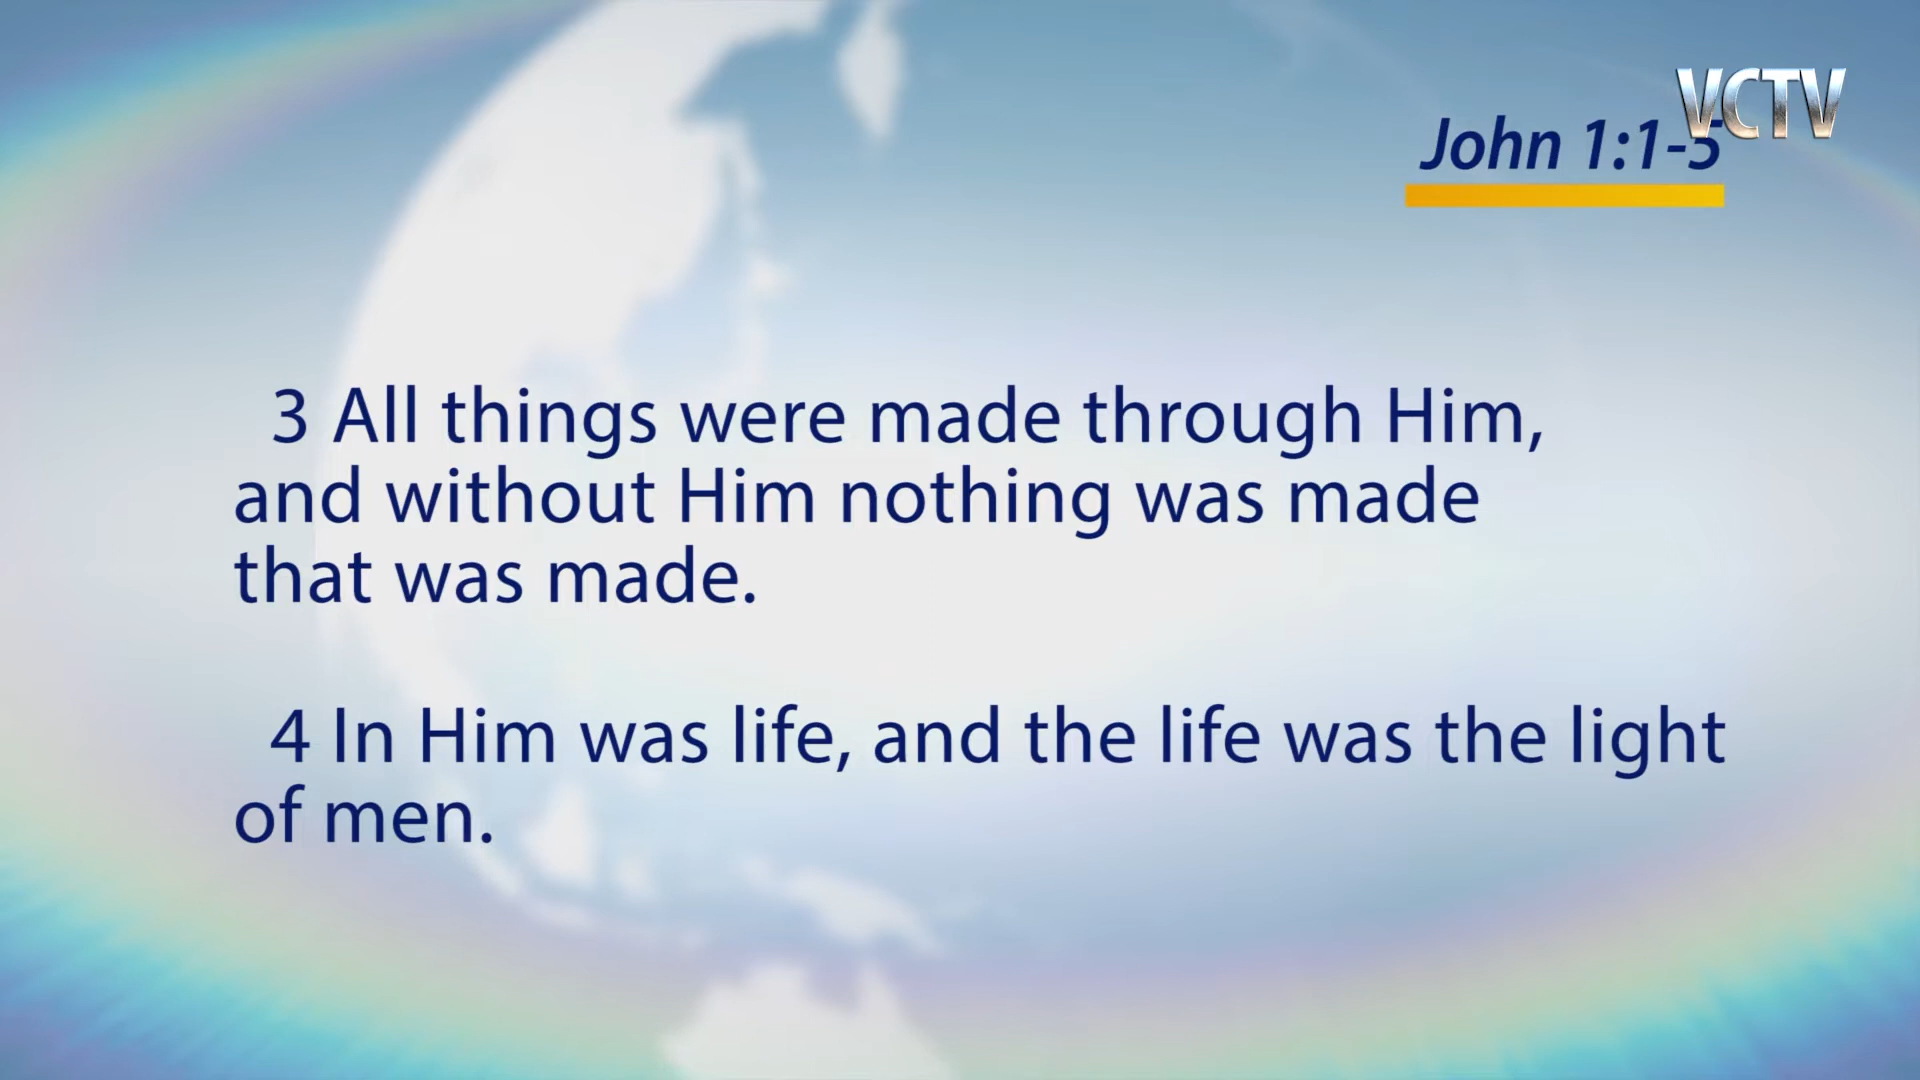 VCTV
John 1:1-5
3 All things were made through Him,
and without Him nothing was made
that was made.
4 In Him was life, and the life was the light
of men.